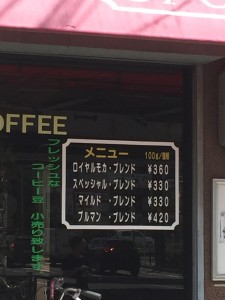 OFFEE
フレッシュな
コーヒー豆 小売り致します
メニュー 100g/価格
ロイヤルモカ・ブレンド ¥360
スペッシャル・ブレンド ¥330
マイルド・ブレンド ¥330
ブルマン・ブレンド ¥420